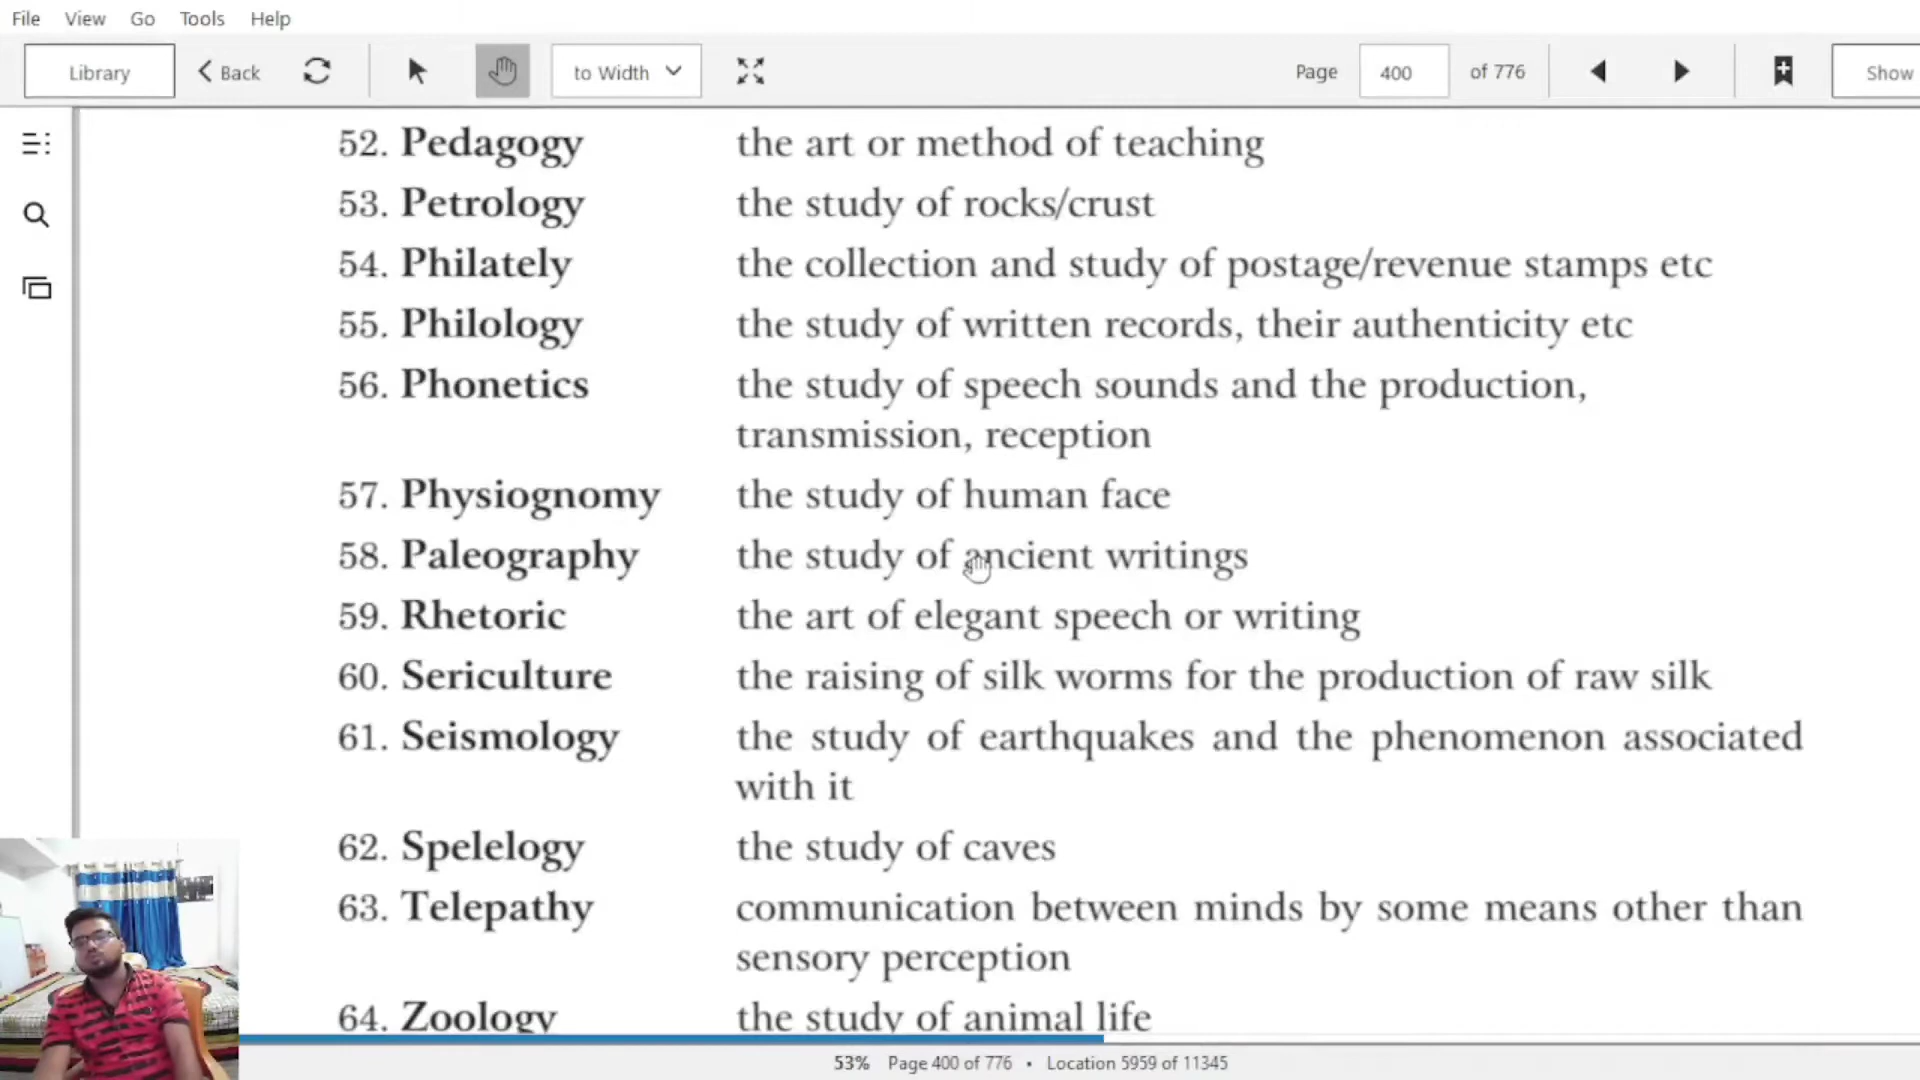 File View Go Tools Help
Library Back to Width Page 400 of 776 Show
52. Pedagogy the art or method of teaching
53. Petrology the study of rocks/crust
54. Philately the collection and study of postage/revenue stamps etc
55. Philology the study of written records, their authenticity etc
56. Phonetics the study of speech sounds and the production,
transmission, reception
57. Physiognomy the study of human face
58. Paleography the study of ancient writings
59. Rhetoric the art of elegant speech or writing
60. Sericulture the raising of silk worms for the production of raw silk
61. Seismology the study of earthquakes and the phenomenon associated
with it
62. Spelelogy the study of caves
63. Telepathy communication between minds by some means other than
sensory perception
64. Zoology the study of animal life
53% Page 400 of 776 • Location 5959 of 11345